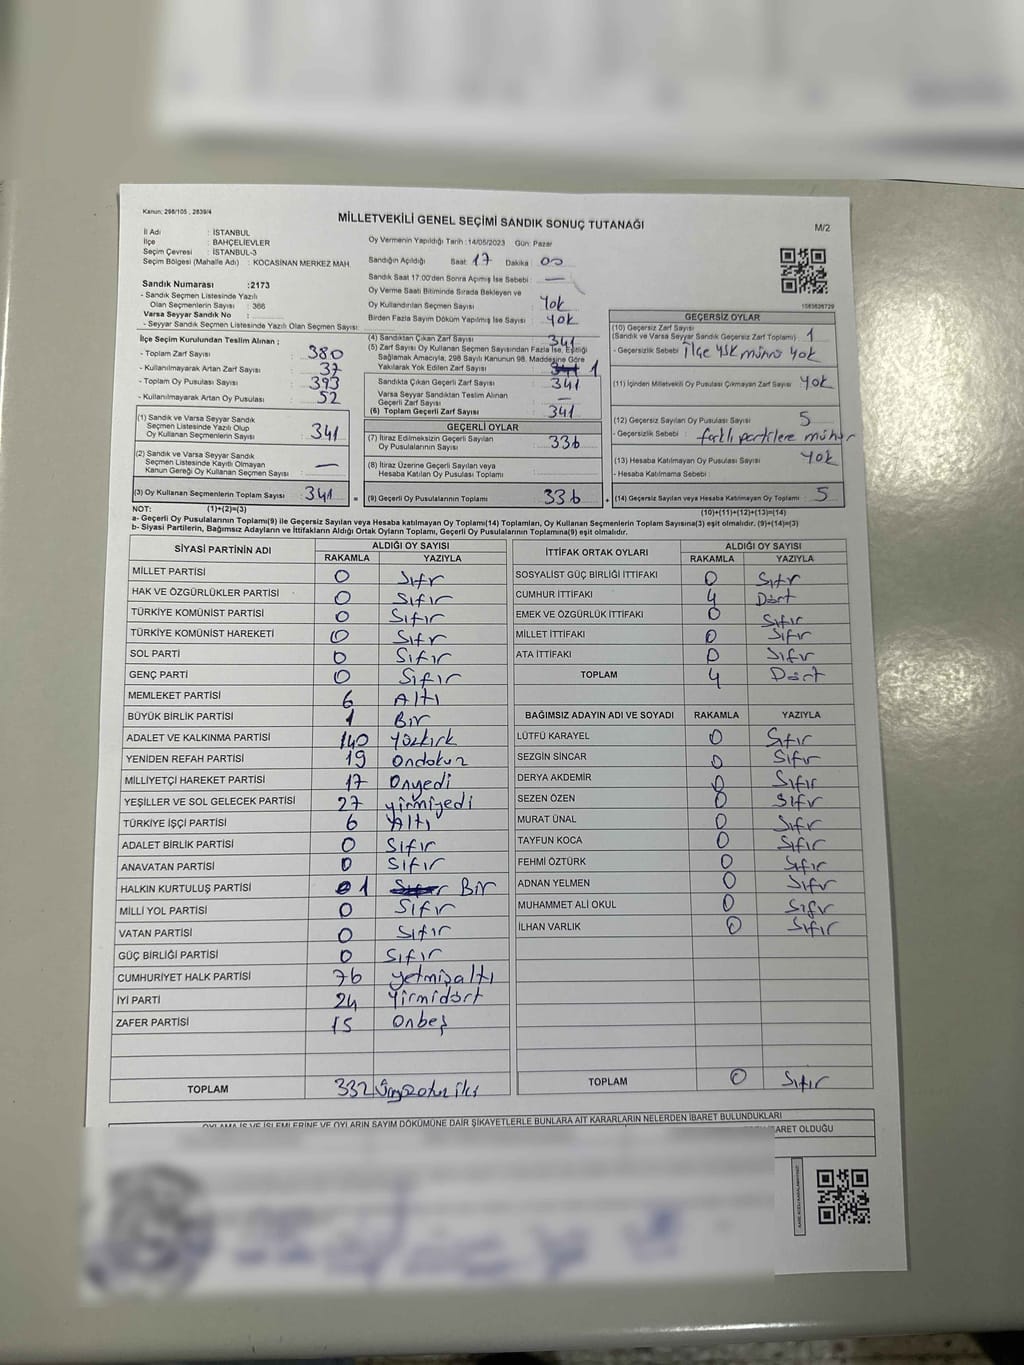 Kanun: 298/105 , 2839/4
MİLLETVEKİLİ GENEL SEÇİMİ SANDIK SONUÇ TUTANAĞI
M/2
İl Adı : İSTANBUL
İlçe : BAHÇELİEVLER
Seçim Çevresi : İSTANBUL-3
Seçim Bölgesi (Mahalle Adı) : KOCASİNAN MERKEZ MAH.
Sandık Numarası :2173
- Sandık Seçmen Listesinde Yazılı
Olan Seçmenlerin Sayısı : 366
Varsa Seyyar Sandık No :
- Seyyar Sandık Seçmen Listesinde Yazılı Olan Seçmen Sayısı:
Oy Vermenin Yapıldığı Tarih :14/05/2023 Gün: Pazar
Sandığın Açıldığı Saat 17 Dakika 00
Sandık Saat 17:00'den Sonra Açılmış İse Sebebi : —
Oy Verme Saati Bitiminde Sırada Bekleyen ve
Oy Kullandırılan Seçmen Sayısı : Yok
Birden Fazla Sayım Döküm Yapılmış İse Sayısı : Yok
İlçe Seçim Kurulundan Teslim Alınan ;
- Toplam Zarf Sayısı : 380
- Kullanılmayarak Artan Zarf Sayısı : 37
- Toplam Oy Pusulası Sayısı : 393
- Kullanılmayarak Artan Oy Pusulası : 52
(1) Sandık ve Varsa Seyyar Sandık
Seçmen Listesinde Yazılı Olup
Oy Kullanan Seçmenlerin Sayısı : 341
(2) Sandık ve Varsa Seyyar Sandık
Seçmen Listesinde Kayıtlı Olmayan
Kanun Gereği Oy Kullanan Seçmen Sayısı : —
(3) Oy Kullanan Seçmenlerin Toplam Sayısı : 341
(4) Sandıktan Çıkan Zarf Sayısı : 341
(5) Zarf Sayısı Oy Kullanan Seçmen Sayısından Fazla İse, Eşitliği
Sağlamak Amacıyla, 298 Sayılı Kanunun 98. Maddesine Göre
Yakılarak Yok Edilen Zarf Sayısı : 1
Sandıkta Çıkan Geçerli Zarf Sayısı : 341
Varsa Seyyar Sandıktan Teslim Alınan
Geçerli Zarf Sayısı : —
(6) Toplam Geçerli Zarf Sayısı : 341
GEÇERLİ OYLAR
(7) İtiraz Edilmeksizin Geçerli Sayılan
Oy Pusulalarının Sayısı : 336
(8) İtiraz Üzerine Geçerli Sayılan veya
Hesaba Katılan Oy Pusulası Toplamı :
= (9) Geçerli Oy Pusulalarının Toplamı : 336
1083626729
GEÇERSİZ OYLAR
(10) Geçersiz Zarf Sayısı
(Sandık ve Varsa Seyyar Sandık Geçersiz Zarf Toplamı) : 1
- Geçersizlik Sebebi : ilçe YSK mührü yok
(11) İçinden Milletvekili Oy Pusulası Çıkmayan Zarf Sayısı : Yok
(12) Geçersiz Sayılan Oy Pusulası Sayısı : 5
- Geçersizlik Sebebi : farklı partilere mühür
(13) Hesaba Katılmayan Oy Pusulası Sayısı : Yok
- Hesaba Katılmama Sebebi :
+ (14) Geçersiz Sayılan veya Hesaba Katılmayan Oy Toplamı : 5
NOT: (1)+(2)=(3) (10)+(11)+(12)+(13)=(14)
a- Geçerli Oy Pusulalarının Toplamı(9) ile Geçersiz Sayılan veya Hesaba katılmayan Oy Toplamı(14) Toplamları, Oy Kullanan Seçmenlerin Toplam Sayısına(3) eşit olmalıdır. (9)+(14)=(3)
b- Siyasi Partilerin, Bağımsız Adayların ve İttifakların Aldığı Ortak Oyların Toplamı, Geçerli Oy Pusulalarının Toplamına(9) eşit olmalıdır.
SİYASİ PARTİNİN ADI ALDIĞI OY SAYISI
RAKAMLA YAZIYLA
MİLLET PARTİSİ 0 Sıfır
HAK VE ÖZGÜRLÜKLER PARTİSİ 0 Sıfır
TÜRKİYE KOMÜNİST PARTİSİ 0 Sıfır
TÜRKİYE KOMÜNİST HAREKETİ 0 Sıfır
SOL PARTİ 0 Sıfır
GENÇ PARTİ 0 Sıfır
MEMLEKET PARTİSİ 6 Altı
BÜYÜK BİRLİK PARTİSİ 1 Bir
ADALET VE KALKINMA PARTİSİ 140 Yüzkırk
YENİDEN REFAH PARTİSİ 19 Ondokuz
MİLLİYETÇİ HAREKET PARTİSİ 17 Onyedi
YEŞİLLER VE SOL GELECEK PARTİSİ 27 yirmiyedi
TÜRKİYE İŞÇİ PARTİSİ 6 Altı
ADALET BİRLİK PARTİSİ 0 Sıfır
ANAVATAN PARTİSİ 0 Sıfır
HALKIN KURTULUŞ PARTİSİ 1 Bir
MİLLİ YOL PARTİSİ 0 Sıfır
VATAN PARTİSİ 0 Sıfır
GÜÇ BİRLİĞİ PARTİSİ 0 Sıfır
CUMHURİYET HALK PARTİSİ 76 yetmişaltı
İYİ PARTİ 24 Yirmidört
ZAFER PARTİSİ 15 Onbeş
TOPLAM 332 Üçyüzotuz iki
İTTİFAK ORTAK OYLARI ALDIĞI OY SAYISI
RAKAMLA YAZIYLA
SOSYALİST GÜÇ BİRLİĞİ İTTİFAKI 0 Sıfır
CUMHUR İTTİFAKI 4 Dört
EMEK VE ÖZGÜRLÜK İTTİFAKI 0 Sıfır
MİLLET İTTİFAKI 0 Sıfır
ATA İTTİFAKI 0 Sıfır
TOPLAM 4 Dört
BAĞIMSIZ ADAYIN ADI VE SOYADI RAKAMLA YAZIYLA
LÜTFÜ KARAYEL 0 Sıfır
SEZGİN SİNCAR 0 Sıfır
DERYA AKDEMİR 0 Sıfır
SEZEN ÖZEN 0 Sıfır
MURAT ÜNAL 0 Sıfır
TAYFUN KOCA 0 Sıfır
FEHMİ ÖZTÜRK 0 Sıfır
ADNAN YELMEN 0 Sıfır
MUHAMMET ALİ OKUL 0 Sıfır
İLHAN VARLIK 0 Sıfır
TOPLAM 0 Sıfır
OYLAMA İŞ VE İŞLEMLERİNE VE OYLARIN SAYIM DÖKÜMÜNE DAİR ŞİKAYETLERLE BUNLARA AİT KARARLARIN NELERDEN İBARET BULUNDUKLARI
İBARET OLDUĞU